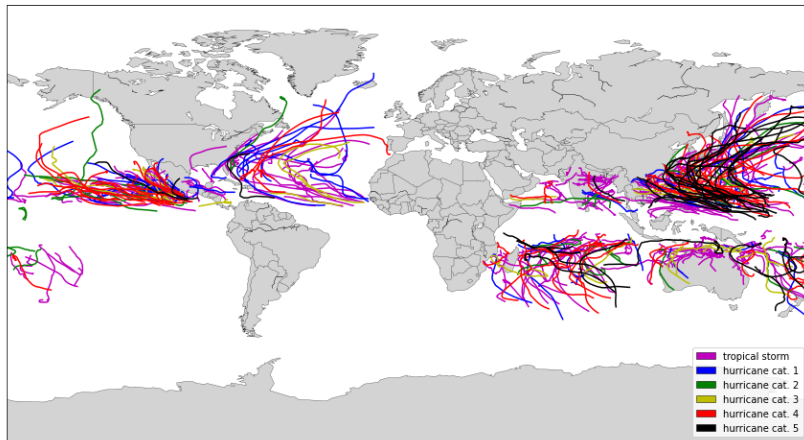 tropical storm
hurricane cat. 1
hurricane cat. 2
hurricane cat. 3
hurricane cat. 4
hurricane cat. 5